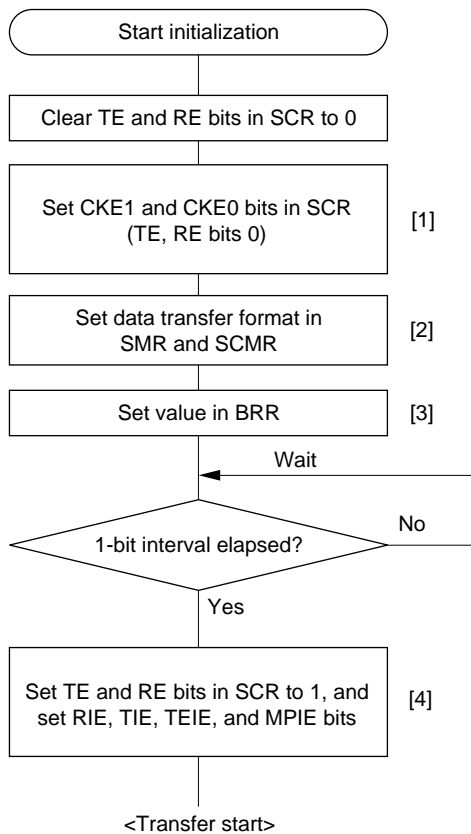 Start initialization
Clear TE and RE bits in SCR to 0
Set CKE1 and CKE0 bits in SCR
(TE, RE bits 0)
[1]
Set data transfer format in
SMR and SCMR
[2]
Set value in BRR
[3]
Wait
1-bit interval elapsed?
No
Yes
Set TE and RE bits in SCR to 1, and
set RIE, TIE, TEIE, and MPIE bits
[4]
<Transfer start>